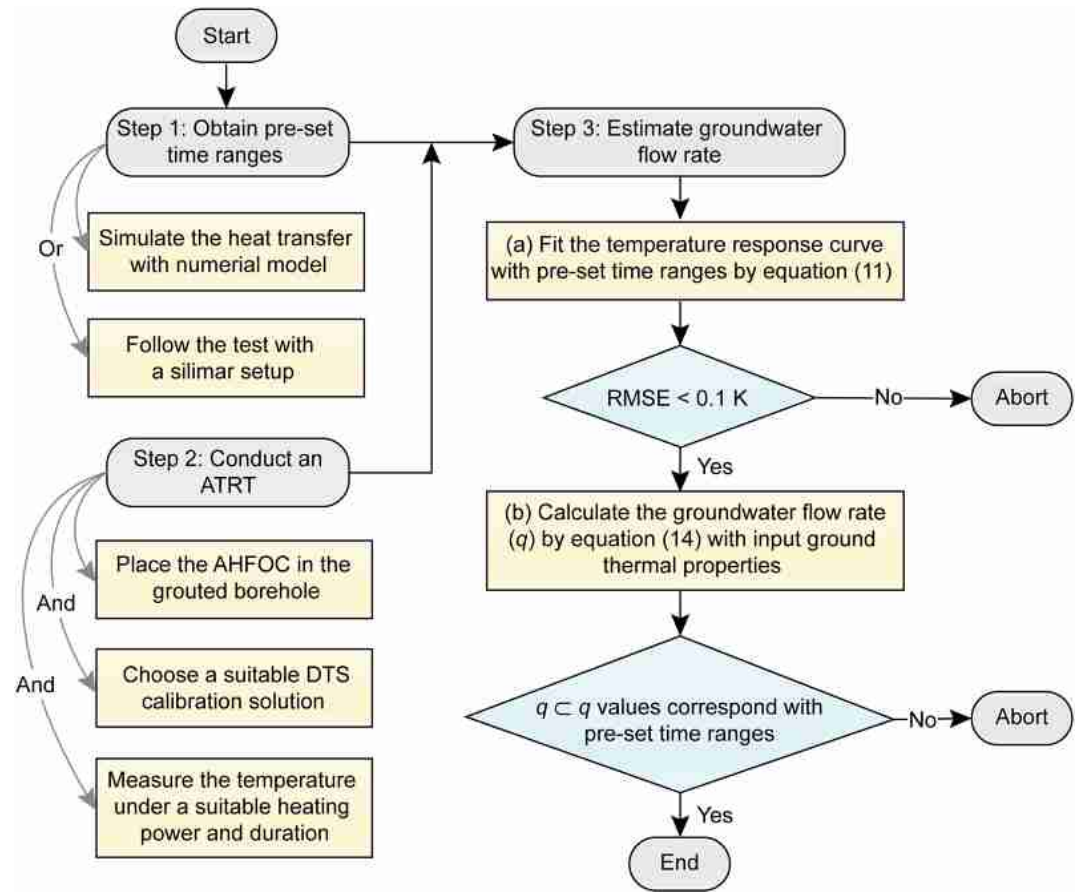 Start
Step 1: Obtain pre-set
time ranges
Or
Simulate the heat transfer
with numerial model
Follow the test with
a silimar setup
Step 2: Conduct an
ATRT
And
And
Place the AHFOC in the
grouted borehole
Choose a suitable DTS
calibration solution
Measure the temperature
under a suitable heating
power and duration
Step 3: Estimate groundwater
flow rate
(a) Fit the temperature response curve
with pre-set time ranges by equation (11)
RMSE < 0.1 K
No
Abort
Yes
(b) Calculate the groundwater flow rate
(q) by equation (14) with input ground
thermal properties
q ⊂ q values correspond with
pre-set time ranges
No
Abort
Yes
End